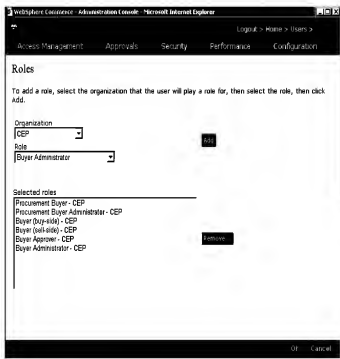 WebSphere Commerce - Administration Console - Microsoft Internet Explorer
Logout > Home > Users >
Access Management Approvals Security Performance Configuration
Roles
To add a role, select the organization that the user will play a role for, then select the role, then click Add.
Organization
CEP
Add
Role
Buyer Administrator
Selected roles
Procurement Buyer - CEP
Procurement Buyer Administrator - CEP
Buyer (buy-side) - CEP
Buyer (sell-side) - CEP
Buyer Approver - CEP
Buyer Administrator - CEP
Remove
OK Cancel